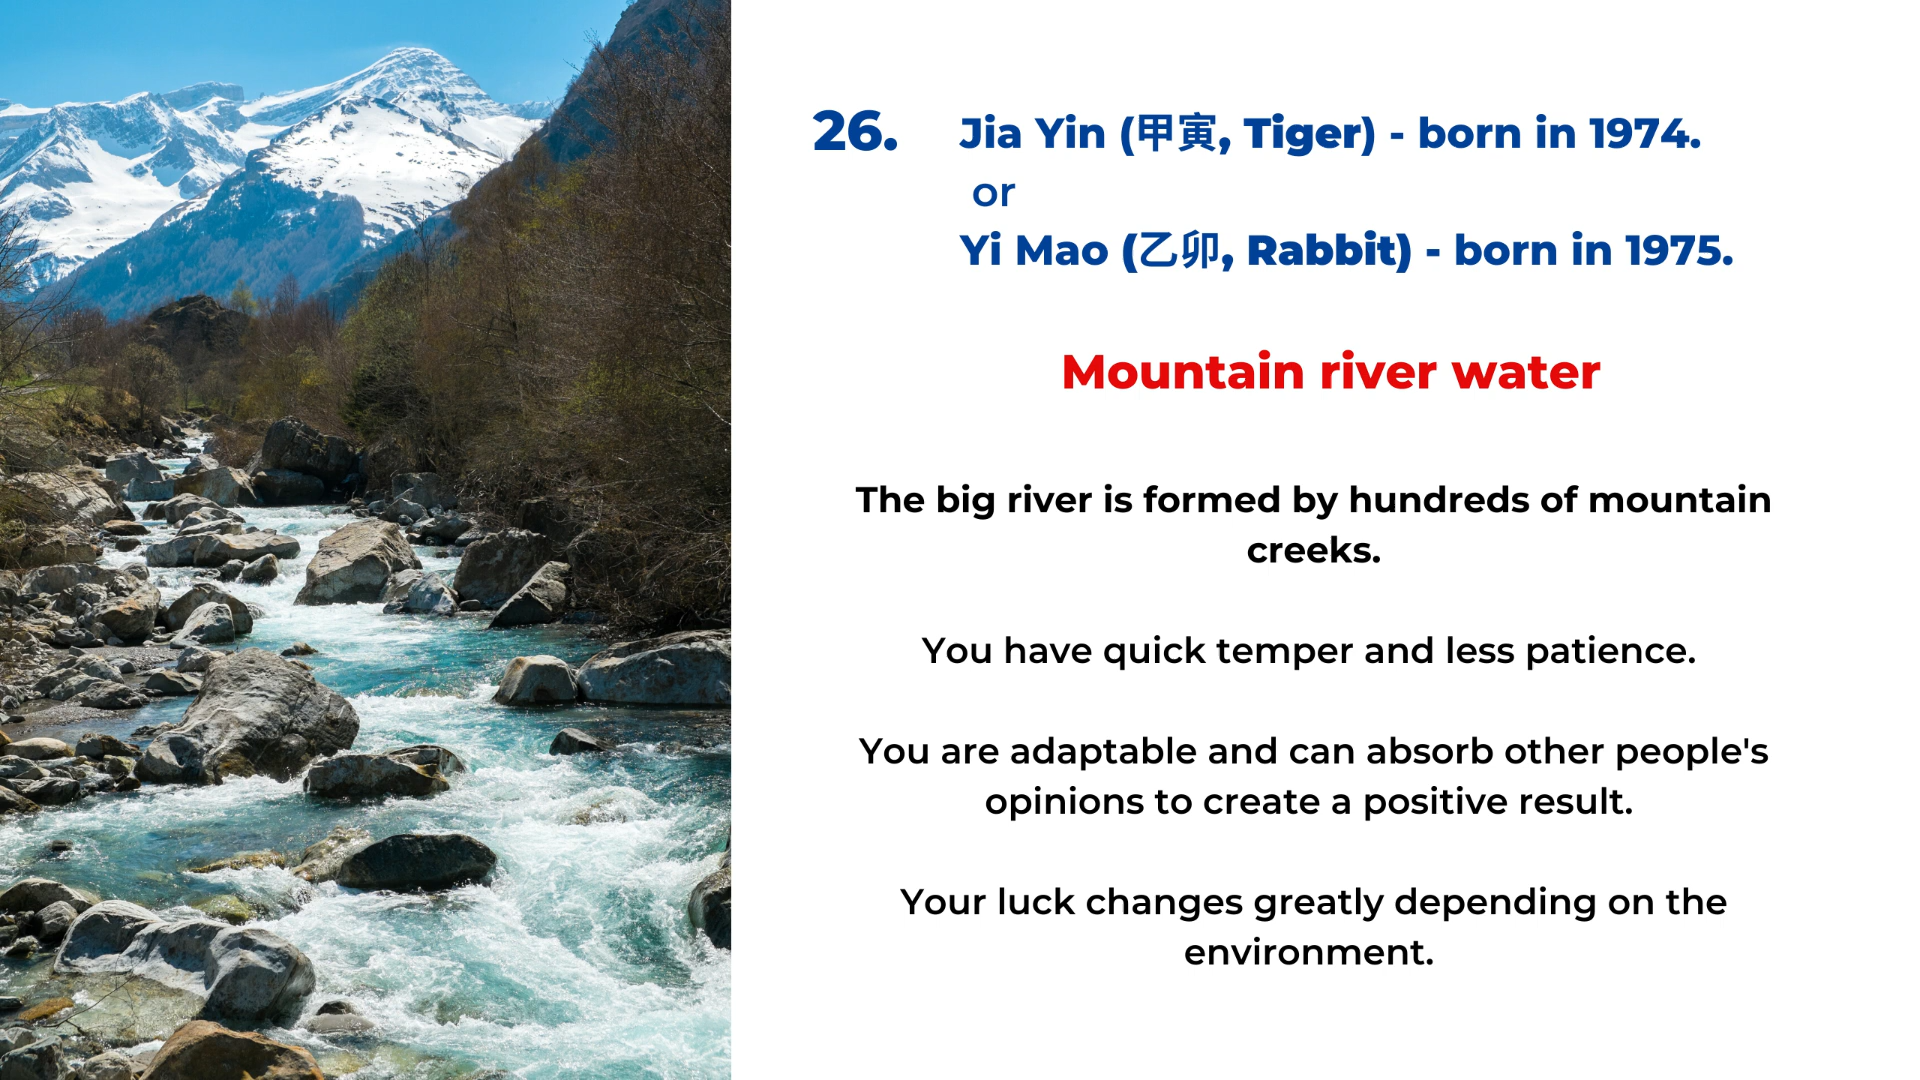 26. Jia Yin (甲寅, Tiger) - born in 1974.
or
Yi Mao (乙卯, Rabbit) - born in 1975.
Mountain river water
The big river is formed by hundreds of mountain
creeks.
You have quick temper and less patience.
You are adaptable and can absorb other people's
opinions to create a positive result.
Your luck changes greatly depending on the
environment.